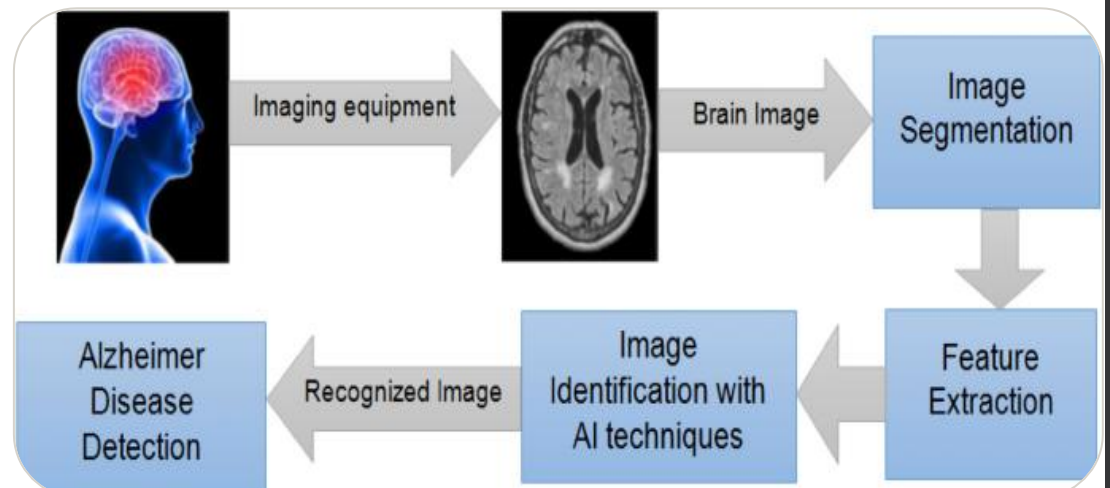 Imaging equipment
Brain Image
Image
Segmentation
Feature
Extraction
Image
Identification with
AI techniques
Recognized Image
Alzheimer
Disease
Detection